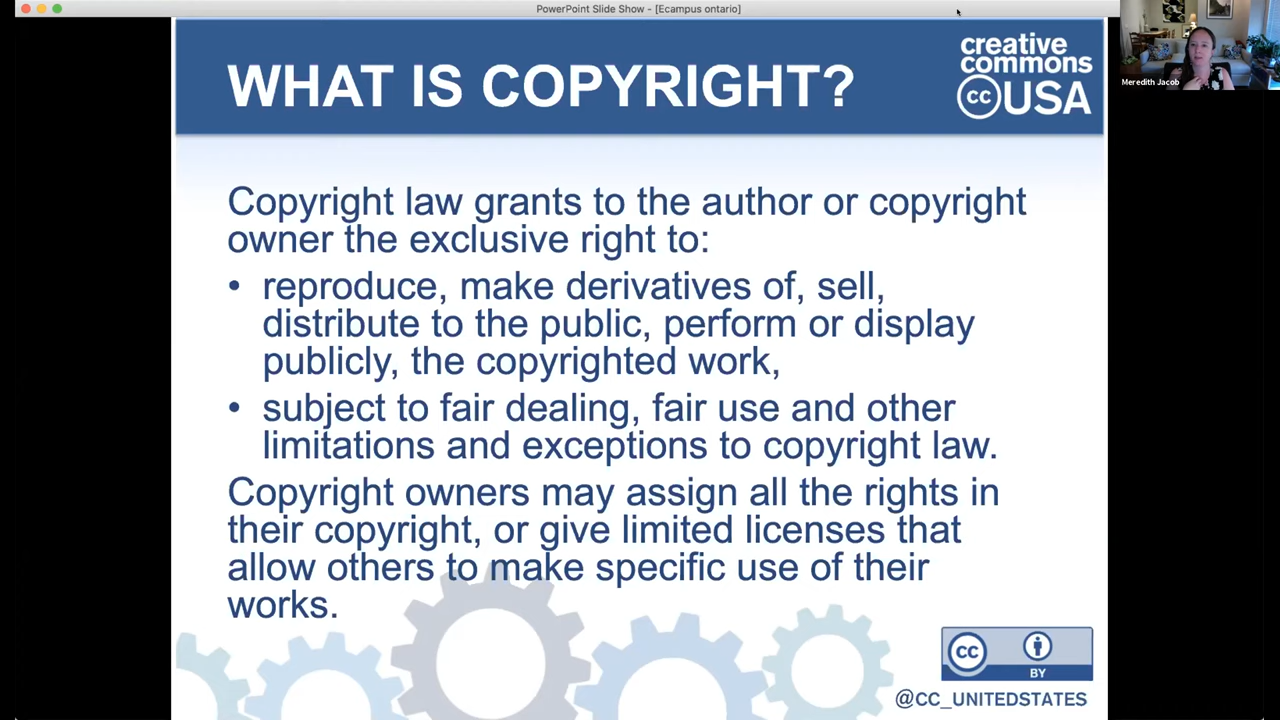 PowerPoint Slide Show - [Ecampus ontario]
WHAT IS COPYRIGHT?
creative
commons
cc USA
Meredith Jacob
Copyright law grants to the author or copyright
owner the exclusive right to:
• reproduce, make derivatives of, sell,
distribute to the public, perform or display
publicly, the copyrighted work,
• subject to fair dealing, fair use and other
limitations and exceptions to copyright law.
Copyright owners may assign all the rights in
their copyright, or give limited licenses that
allow others to make specific use of their
works.
cc
BY
@CC_UNITEDSTATES